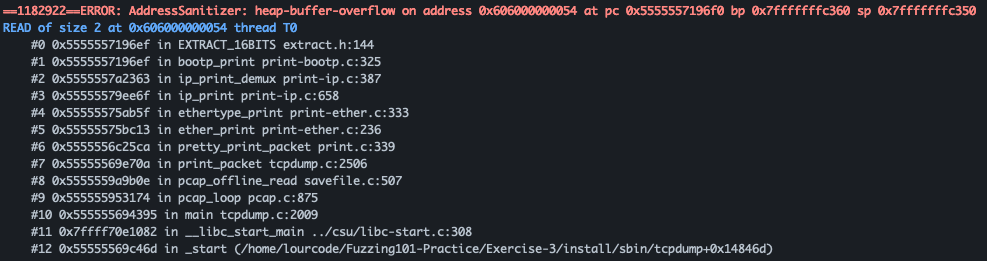 ==1182922==ERROR: AddressSanitizer: heap-buffer-overflow on address 0x606000000054 at pc 0x5555557196f0 bp 0x7fffffffc360 sp 0x7fffffffc350
READ of size 2 at 0x606000000054 thread T0
#0 0x5555557196ef in EXTRACT_16BITS extract.h:144
#1 0x5555557196ef in bootp_print print-bootp.c:325
#2 0x5555557a2363 in ip_print_demux print-ip.c:387
#3 0x55555579ee6f in ip_print print-ip.c:658
#4 0x55555575ab5f in ethertype_print print-ether.c:333
#5 0x55555575bc13 in ether_print print-ether.c:236
#6 0x5555556c25ca in pretty_print_packet print.c:339
#7 0x55555569e70a in print_packet tcpdump.c:2506
#8 0x5555559a9b0e in pcap_offline_read savefile.c:507
#9 0x555555953174 in pcap_loop pcap.c:875
#10 0x555555694395 in main tcpdump.c:2009
#11 0x7ffff70e1082 in __libc_start_main ../csu/libc-start.c:308
#12 0x55555569c46d in _start (/home/lourcode/Fuzzing101-Practice/Exercise-3/install/sbin/tcpdump+0x14846d)